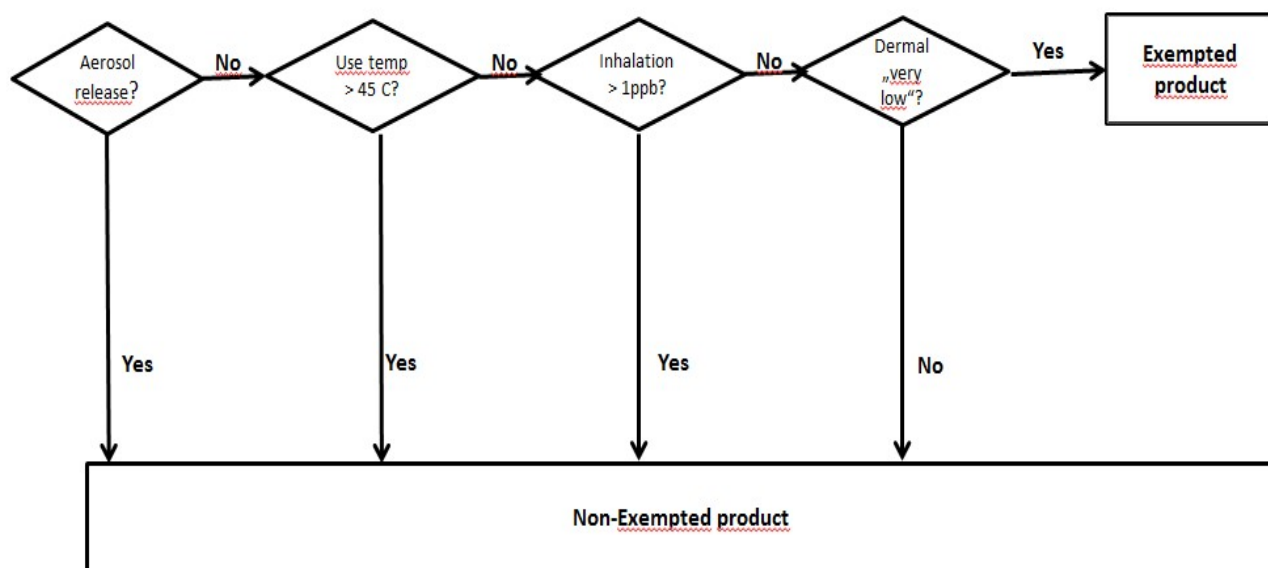 Aerosol
release?
No
Use temp
> 45 C?
No
Inhalation
> 1ppb?
No
Dermal
„very
low“?
Yes
Exempted
product
Yes
Yes
Yes
No
Non-Exempted product